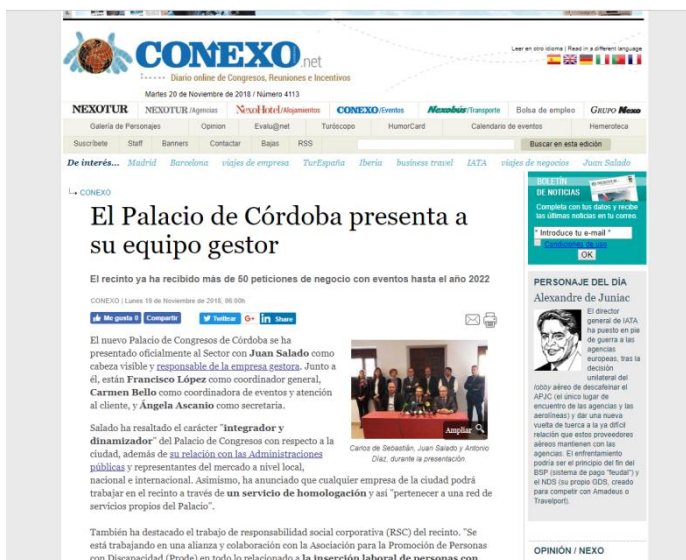 CONEXO.net
Diario online de Congresos, Reuniones e Incentivos
Leer en otro idioma | Read in a different language
Martes 20 de Noviembre de 2018 / Número 4113
NEXOTUR NEXOTUR/Agencias NexoHotel/Alojamientos CONEXO/Eventos Nexobus/Transporte Bolsa de empleo GRUPO Nexo
Galería de Personajes Opinion Evalu@net Turóscopo HumorCard Calendario de eventos Hemeroteca
Suscríbete Staff Banners Contactar Bajas RSS Buscar en esta edición
De interés... Madrid Barcelona viajes de empresa TurEspaña Iberia business travel IATA viajes de negocios Juan Salado
CONEXO
El Palacio de Córdoba presenta a
su equipo gestor
El recinto ya ha recibido más de 50 peticiones de negocio con eventos hasta el año 2022
CONEXO | Lunes 19 de Noviembre de 2018, 06:00h
Me gusta 0 Compartir Twittear G+ in Share
El nuevo Palacio de Congresos de Córdoba se ha
presentado oficialmente al Sector con Juan Salado como
cabeza visible y responsable de la empresa gestora. Junto a
él, están Francisco López como coordinador general,
Carmen Bello como coordinadora de eventos y atención
al cliente, y Ángela Ascanio como secretaria.
Ampliar
Carlos de Sebastián, Juan Salado y Antonio
Díaz, durante la presentación.
Salado ha resaltado el carácter "integrador y
dinamizador" del Palacio de Congresos con respecto a la
ciudad, además de su relación con las Administraciones
públicas y representantes del mercado a nivel local,
nacional e internacional. Asimismo, ha anunciado que cualquier empresa de la ciudad podrá
trabajar en el recinto a través de un servicio de homologación y así "pertenecer a una red de
servicios propios del Palacio".
También ha destacado el trabajo de responsabilidad social corporativa (RSC) del recinto. "Se
está trabajando en una alianza y colaboración con la Asociación para la Promoción de Personas
con Discapacidad (Prode) en todo lo relacionado a la inserción laboral de personas con
BOLETÍN
DE NOTICIAS
Completa con
tus datos y recibe
las últimas noticias en tu correo
* Introduce tu e-mail *
Condiciones de uso
OK
PERSONAJE DEL DÍA
Alexandre de Juniac
El director
general de IATA
ha puesto en pie
de guerra a las
agencias
europeas, tras la
decisión
unilateral del
lobby aéreo de descafeinar el
APJC (el único lugar de
encuentro de las agencias y las
aerolíneas) y dar una nueva
vuelta de tuerca a la ya difícil
relación que estos proveedores
aéreos mantienen con las
agencias. El enfrentamiento
podría ser el principio del fin del
BSP (sistema de pago "feudal") y
el NDS (su propio GDS, creado
para competir con Amadeus o
Travelport).
OPINIÓN / NEXO